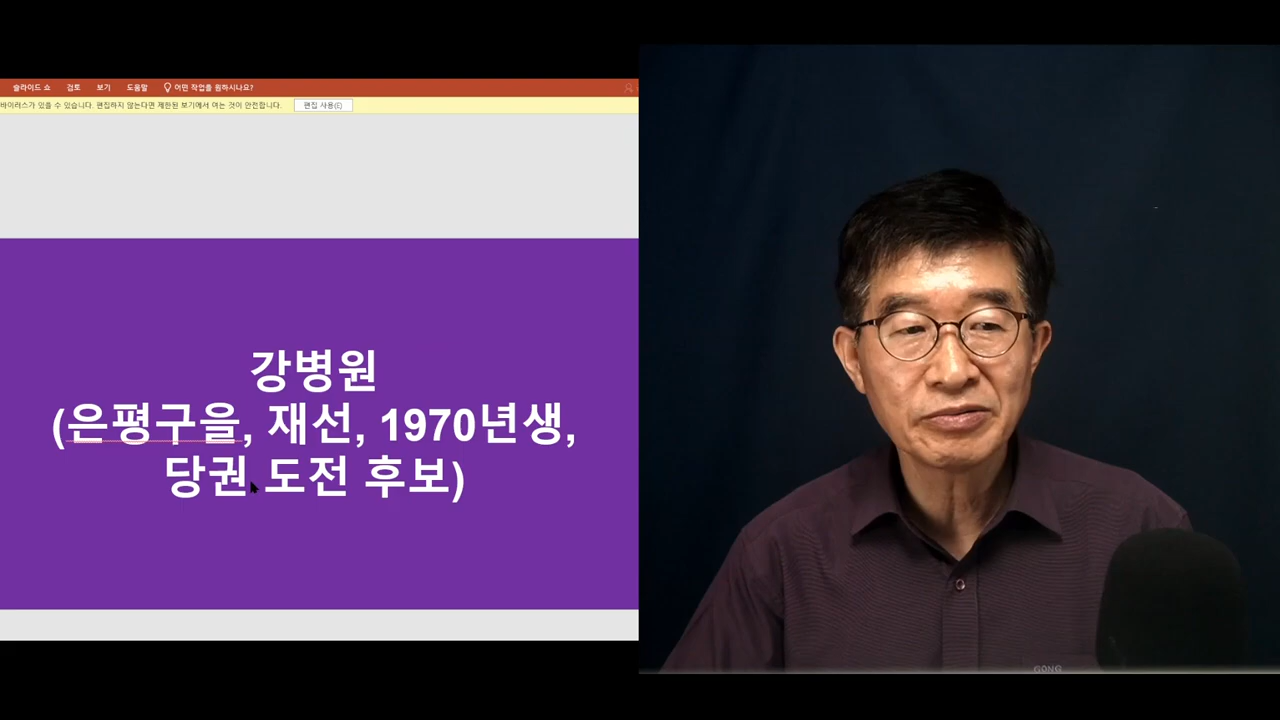 슬라이드 쇼 검토 보기 도움말 어떤 작업을 원하시나요?
바이러스가 있을 수 있습니다. 편집하지 않는다면 제한된 보기에서 여는 것이 안전합니다. 편집 사용(E)
강병원
(은평구을, 재선, 1970년생,
당권 도전 후보)
GONG